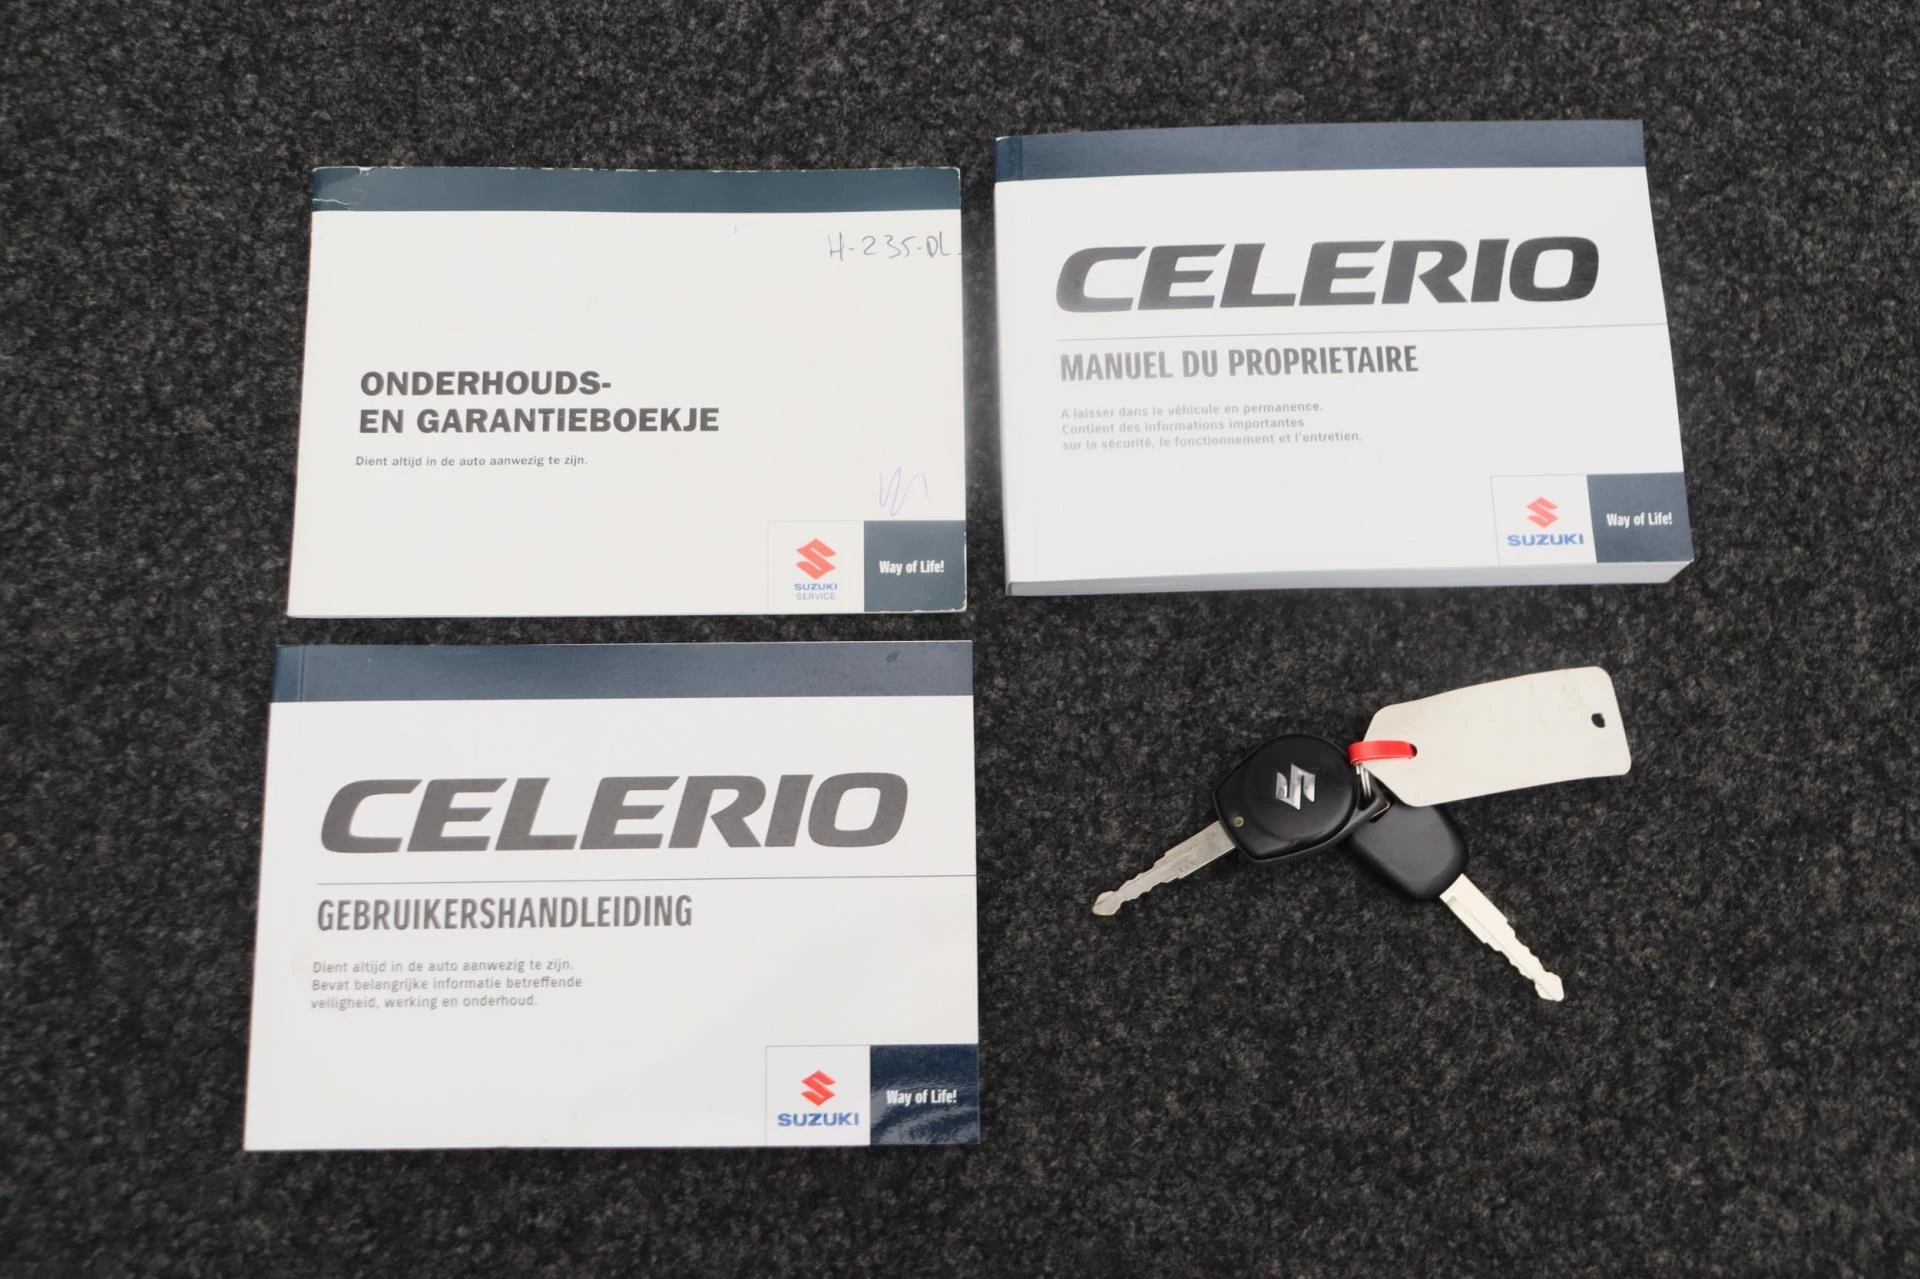 H-235-DL
ONDERHOUDS-
EN GARANTIEBOEKJE
Dient altijd in de auto aanwezig te zijn.
SUZUKI
SERVICE
Way of Life!
CELERIO
MANUEL DU PROPRIETAIRE
A laisser dans le véhicule en permanence.
Contient des informations importantes
sur la sécurité, le fonctionnement et l'entretien.
SUZUKI
Way of Life!
CELERIO
GEBRUIKERSHANDLEIDING
Dient altijd in de auto aanwezig te zijn.
Bevat belangrijke informatie betreffende
veiligheid, werking en onderhoud.
SUZUKI
Way of Life!